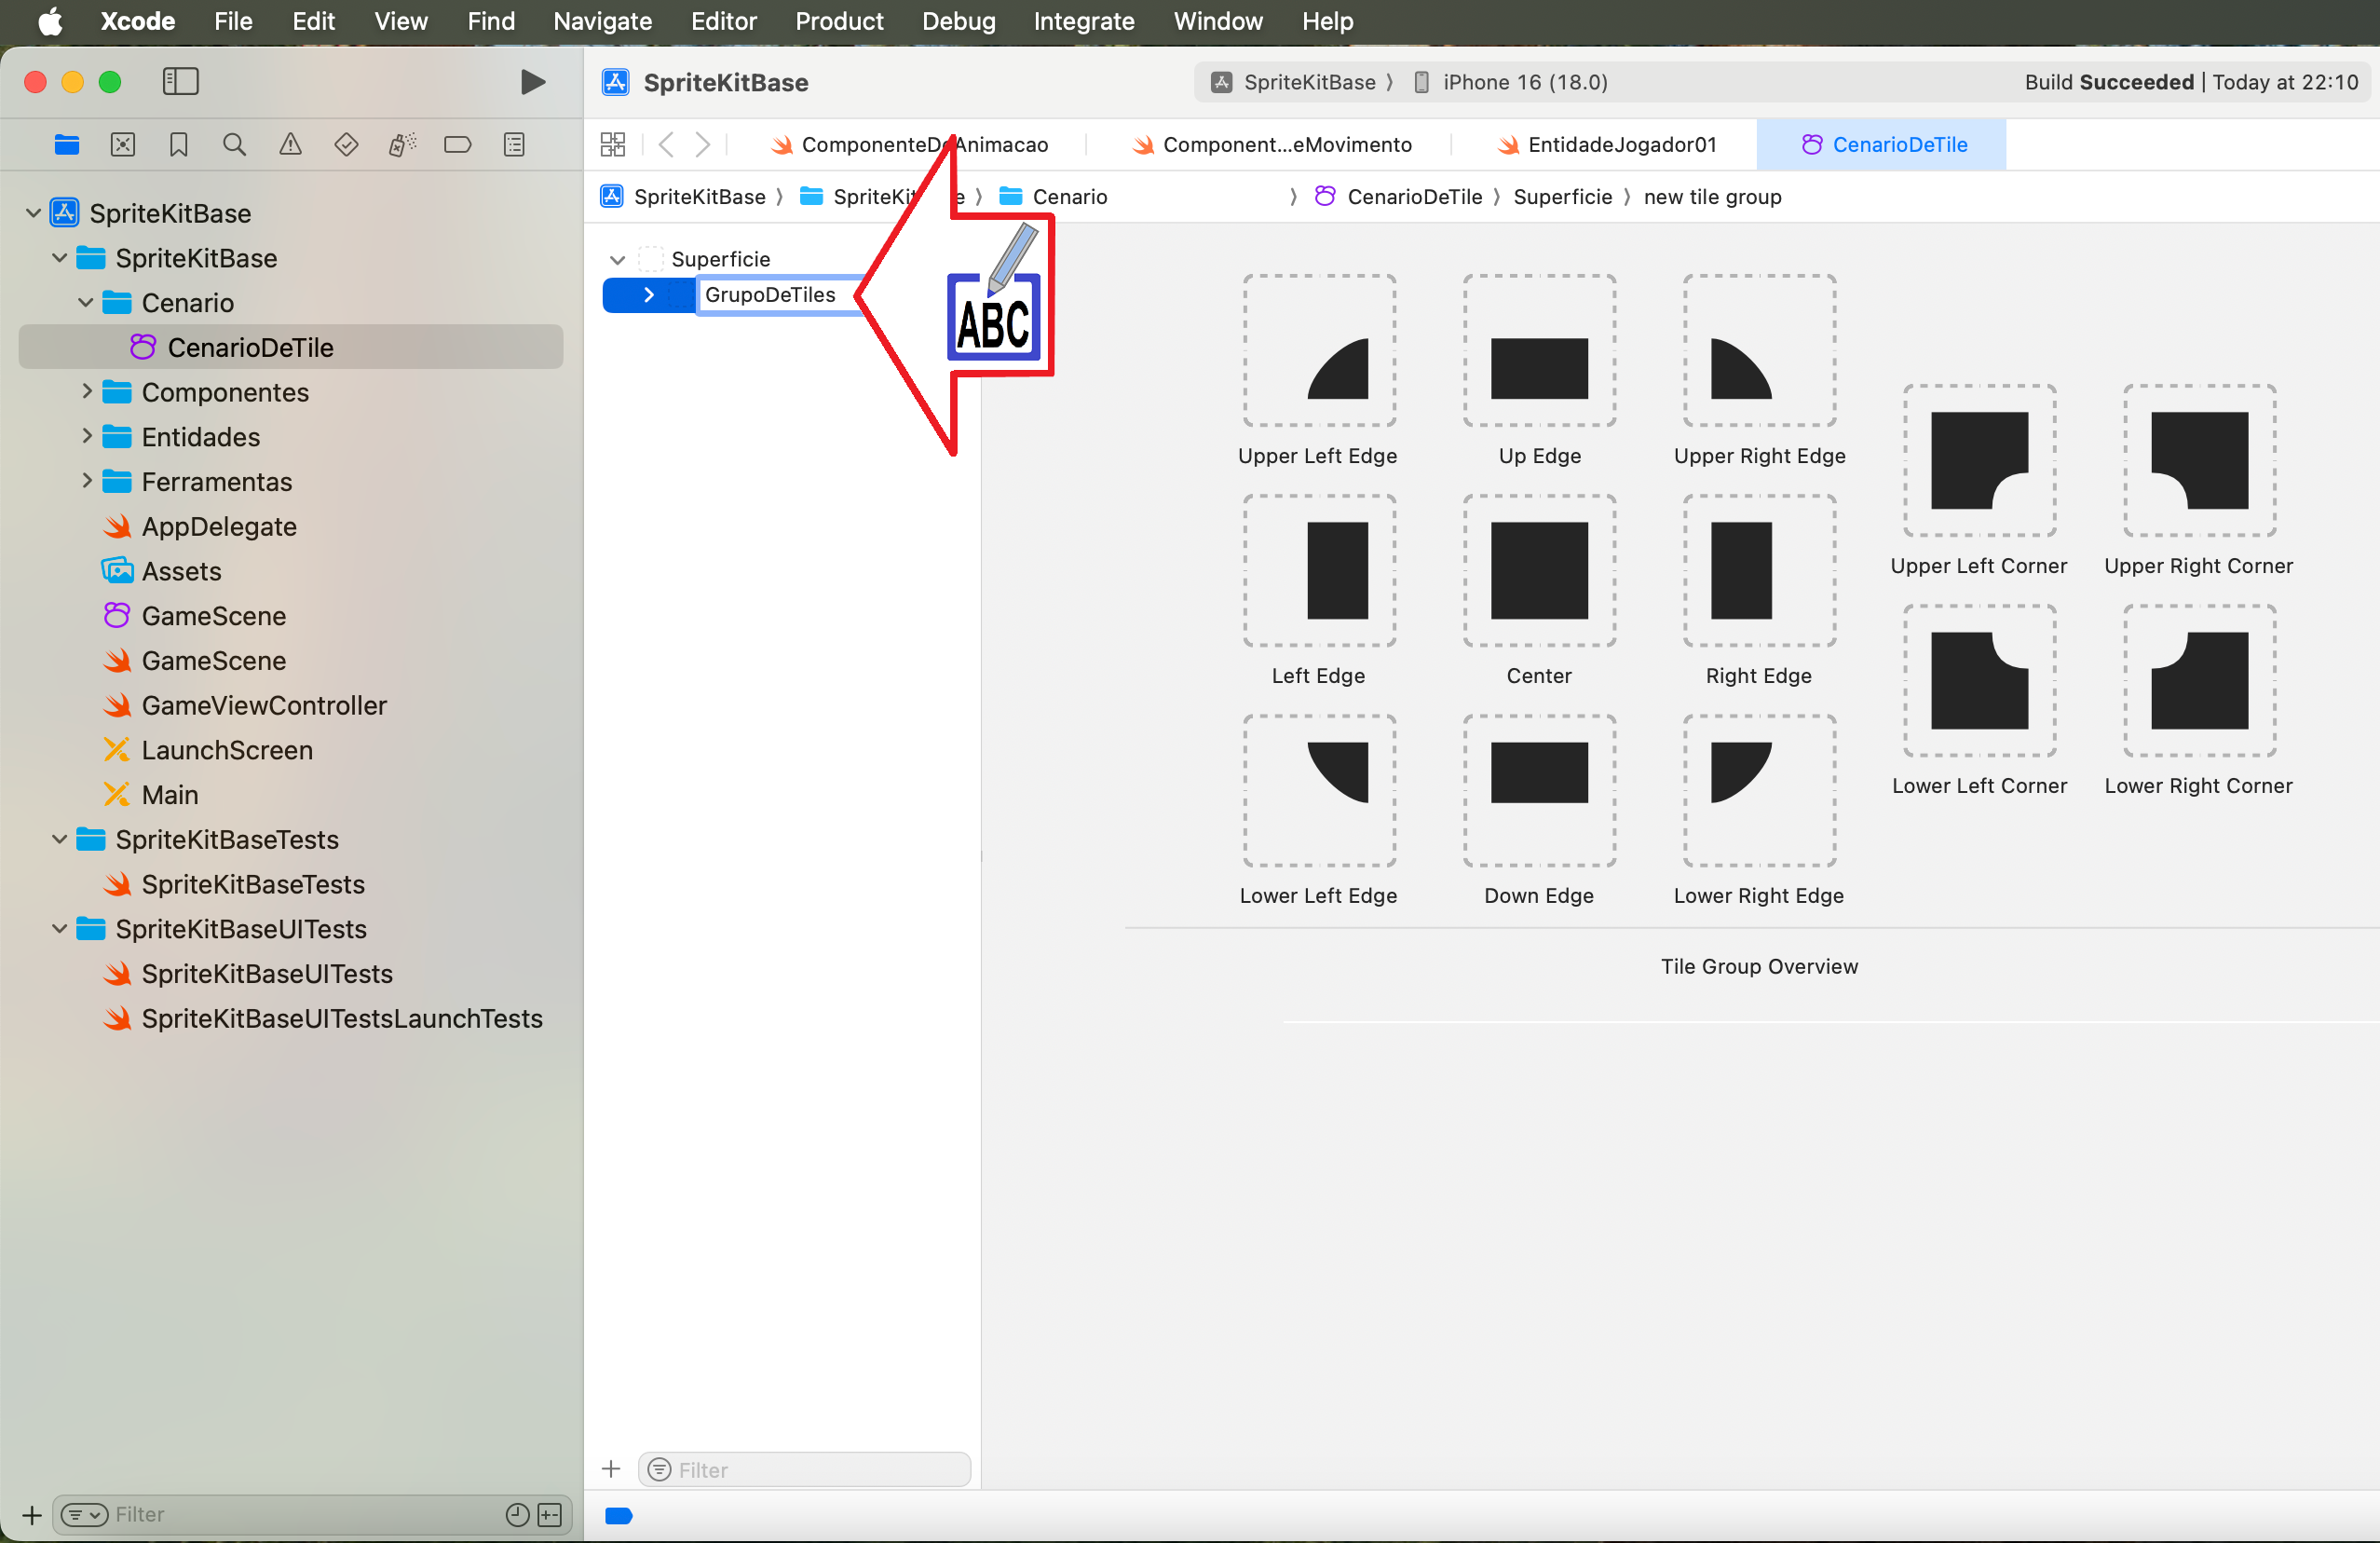 Xcode File Edit View Find Navigate Editor Product Debug Integrate Window Help
SpriteKitBase
SpriteKitBase 〉 iPhone 16 (18.0)
Build Succeeded | Today at 22:10
ComponenteDeAnimacao
Component...eMovimento
EntidadeJogador01
CenarioDeTile
SpriteKitBase 〉 SpriteKit e 〉 Cenario 〉 CenarioDeTile 〉 Superficie 〉 new tile group
SpriteKitBase
SpriteKitBase
Cenario
CenarioDeTile
Componentes
Entidades
Ferramentas
AppDelegate
Assets
GameScene
GameScene
GameViewController
LaunchScreen
Main
SpriteKitBaseTests
SpriteKitBaseTests
SpriteKitBaseUITests
SpriteKitBaseUITests
SpriteKitBaseUITestsLaunchTests
Filter
Superficie
GrupoDeTiles
ABC
Filter
Upper Left Edge
Up Edge
Upper Right Edge
Upper Left Corner
Upper Right Corner
Left Edge
Center
Right Edge
Lower Left Corner
Lower Right Corner
Lower Left Edge
Down Edge
Lower Right Edge
Tile Group Overview